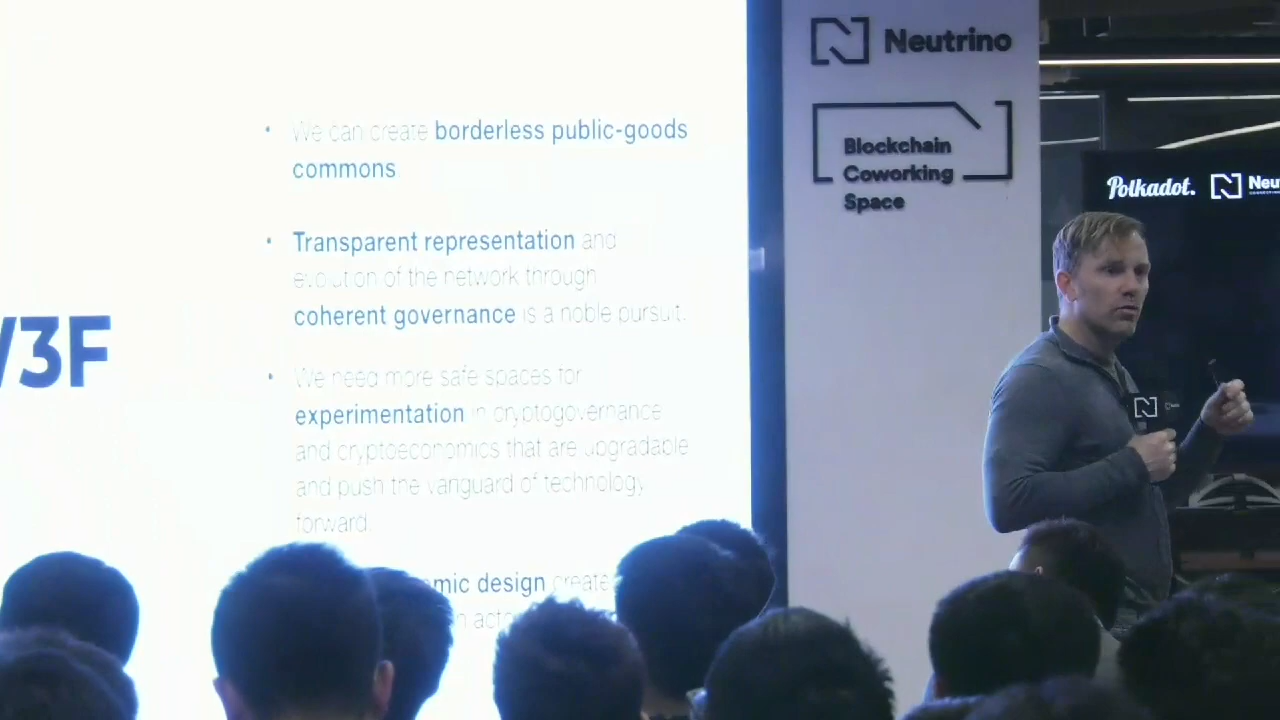 We can create borderless public-goods
commons
Transparent representation and
evolution of the network through
coherent governance is a noble pursuit.
We need more safe spaces for
experimentation in cryptogovernance
and cryptoeconomics that are upgradable
and push the vanguard of technology
forward.
design create
3F
Neutrino
Blockchain
Coworking
Space
Polkadot.